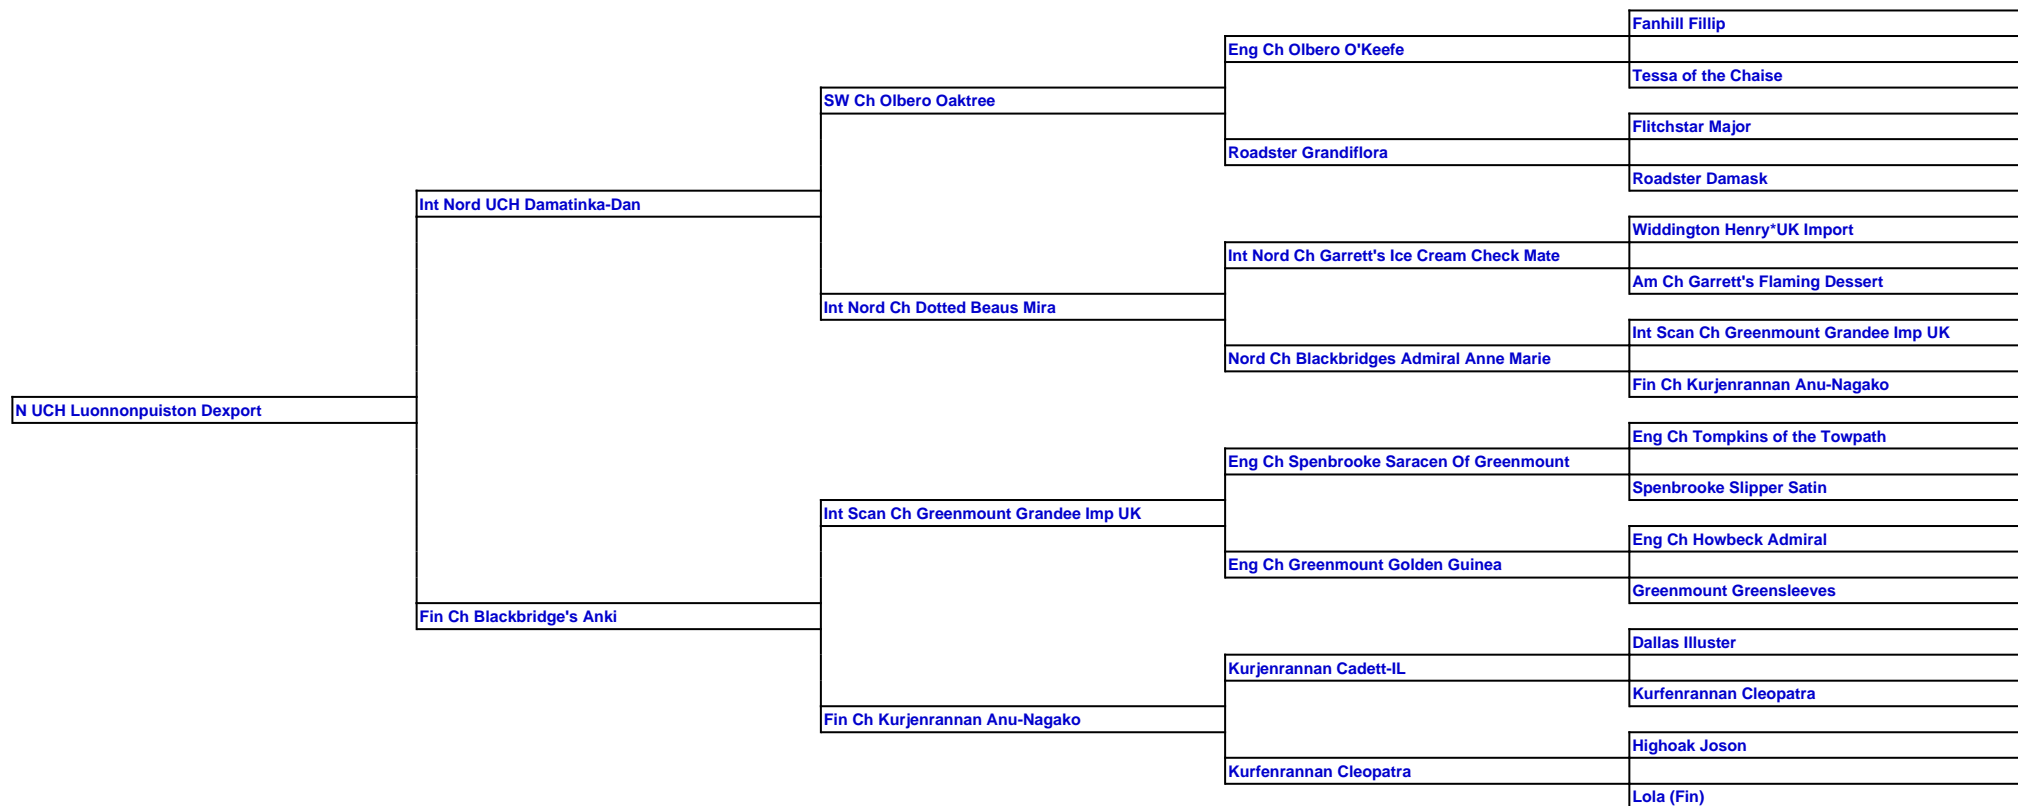 Fanhill Fillip
Eng Ch Olbero O'Keefe
Tessa of the Chaise
SW Ch Olbero Oaktree
Flitchstar Major
Roadster Grandiflora
Roadster Damask
Int Nord UCH Damatinka-Dan
Widdington Henry*UK Import
Int Nord Ch Garrett's Ice Cream Check Mate
Am Ch Garrett's Flaming Dessert
Int Nord Ch Dotted Beaus Mira
Int Scan Ch Greenmount Grandee Imp UK
Nord Ch Blackbridges Admiral Anne Marie
Fin Ch Kurjenrannan Anu-Nagako
N UCH Luonnonpuiston Dexport
Eng Ch Tompkins of the Towpath
Eng Ch Spenbrooke Saracen Of Greenmount
Spenbrooke Slipper Satin
Int Scan Ch Greenmount Grandee Imp UK
Eng Ch Howbeck Admiral
Eng Ch Greenmount Golden Guinea
Greenmount Greensleeves
Fin Ch Blackbridge's Anki
Dallas Illuster
Kurjenrannan Cadett-IL
Kurfenrannan Cleopatra
Fin Ch Kurjenrannan Anu-Nagako
Highoak Joson
Kurfenrannan Cleopatra
Lola (Fin)